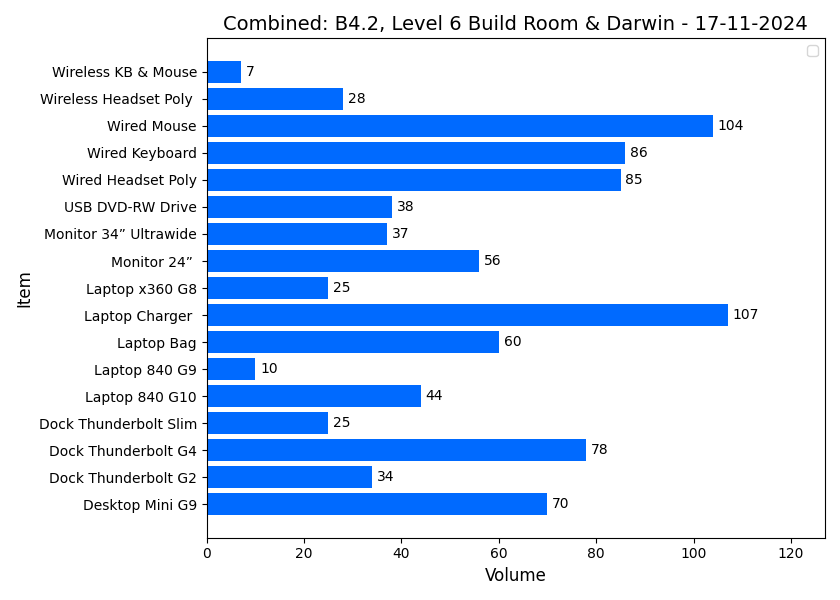 Combined: B4.2, Level 6 Build Room & Darwin - 17-11-2024
Wireless KB & Mouse 7
Wireless Headset Poly 28
Wired Mouse 104
Wired Keyboard 86
Wired Headset Poly 85
USB DVD-RW Drive 38
Monitor 34” Ultrawide 37
Monitor 24” 56
Laptop x360 G8 25
Laptop Charger 107
Laptop Bag 60
Laptop 840 G9 10
Laptop 840 G10 44
Dock Thunderbolt Slim 25
Dock Thunderbolt G4 78
Dock Thunderbolt G2 34
Desktop Mini G9 70
Item
0 20 40 60 80 100 120
Volume